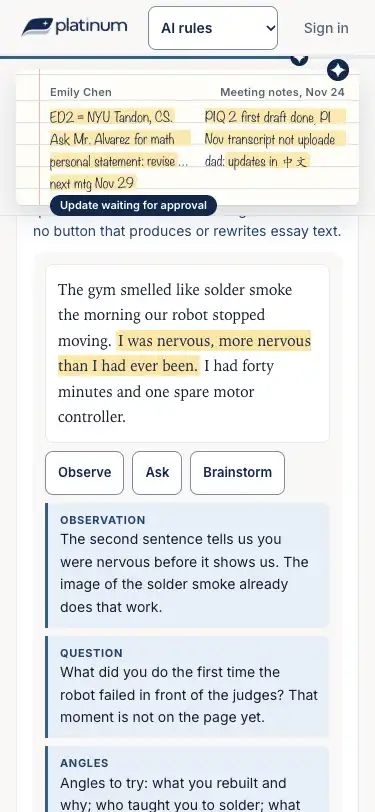 platinum
AI rules
Sign in
Emily Chen
Meeting notes, Nov 24
ED2 = NYU Tandon, CS.
Ask Mr. Alvarez for math
personal statement: revise ...
next mtg Nov 29
PIQ 2 first draft done, PI
Nov transcript not uploade
dad: updates in 中文
Update waiting for approval
no button that produces or rewrites essay text.
The gym smelled like solder smoke
the morning our robot stopped
moving. I was nervous, more nervous
than I had ever been. I had forty
minutes and one spare motor
controller.
Observe
Ask
Brainstorm
OBSERVATION
The second sentence tells us you
were nervous before it shows us. The
image of the solder smoke already
does that work.
QUESTION
What did you do the first time the
robot failed in front of the judges? That
moment is not on the page yet.
ANGLES
Angles to try: what you rebuilt and
why; who taught you to solder; what